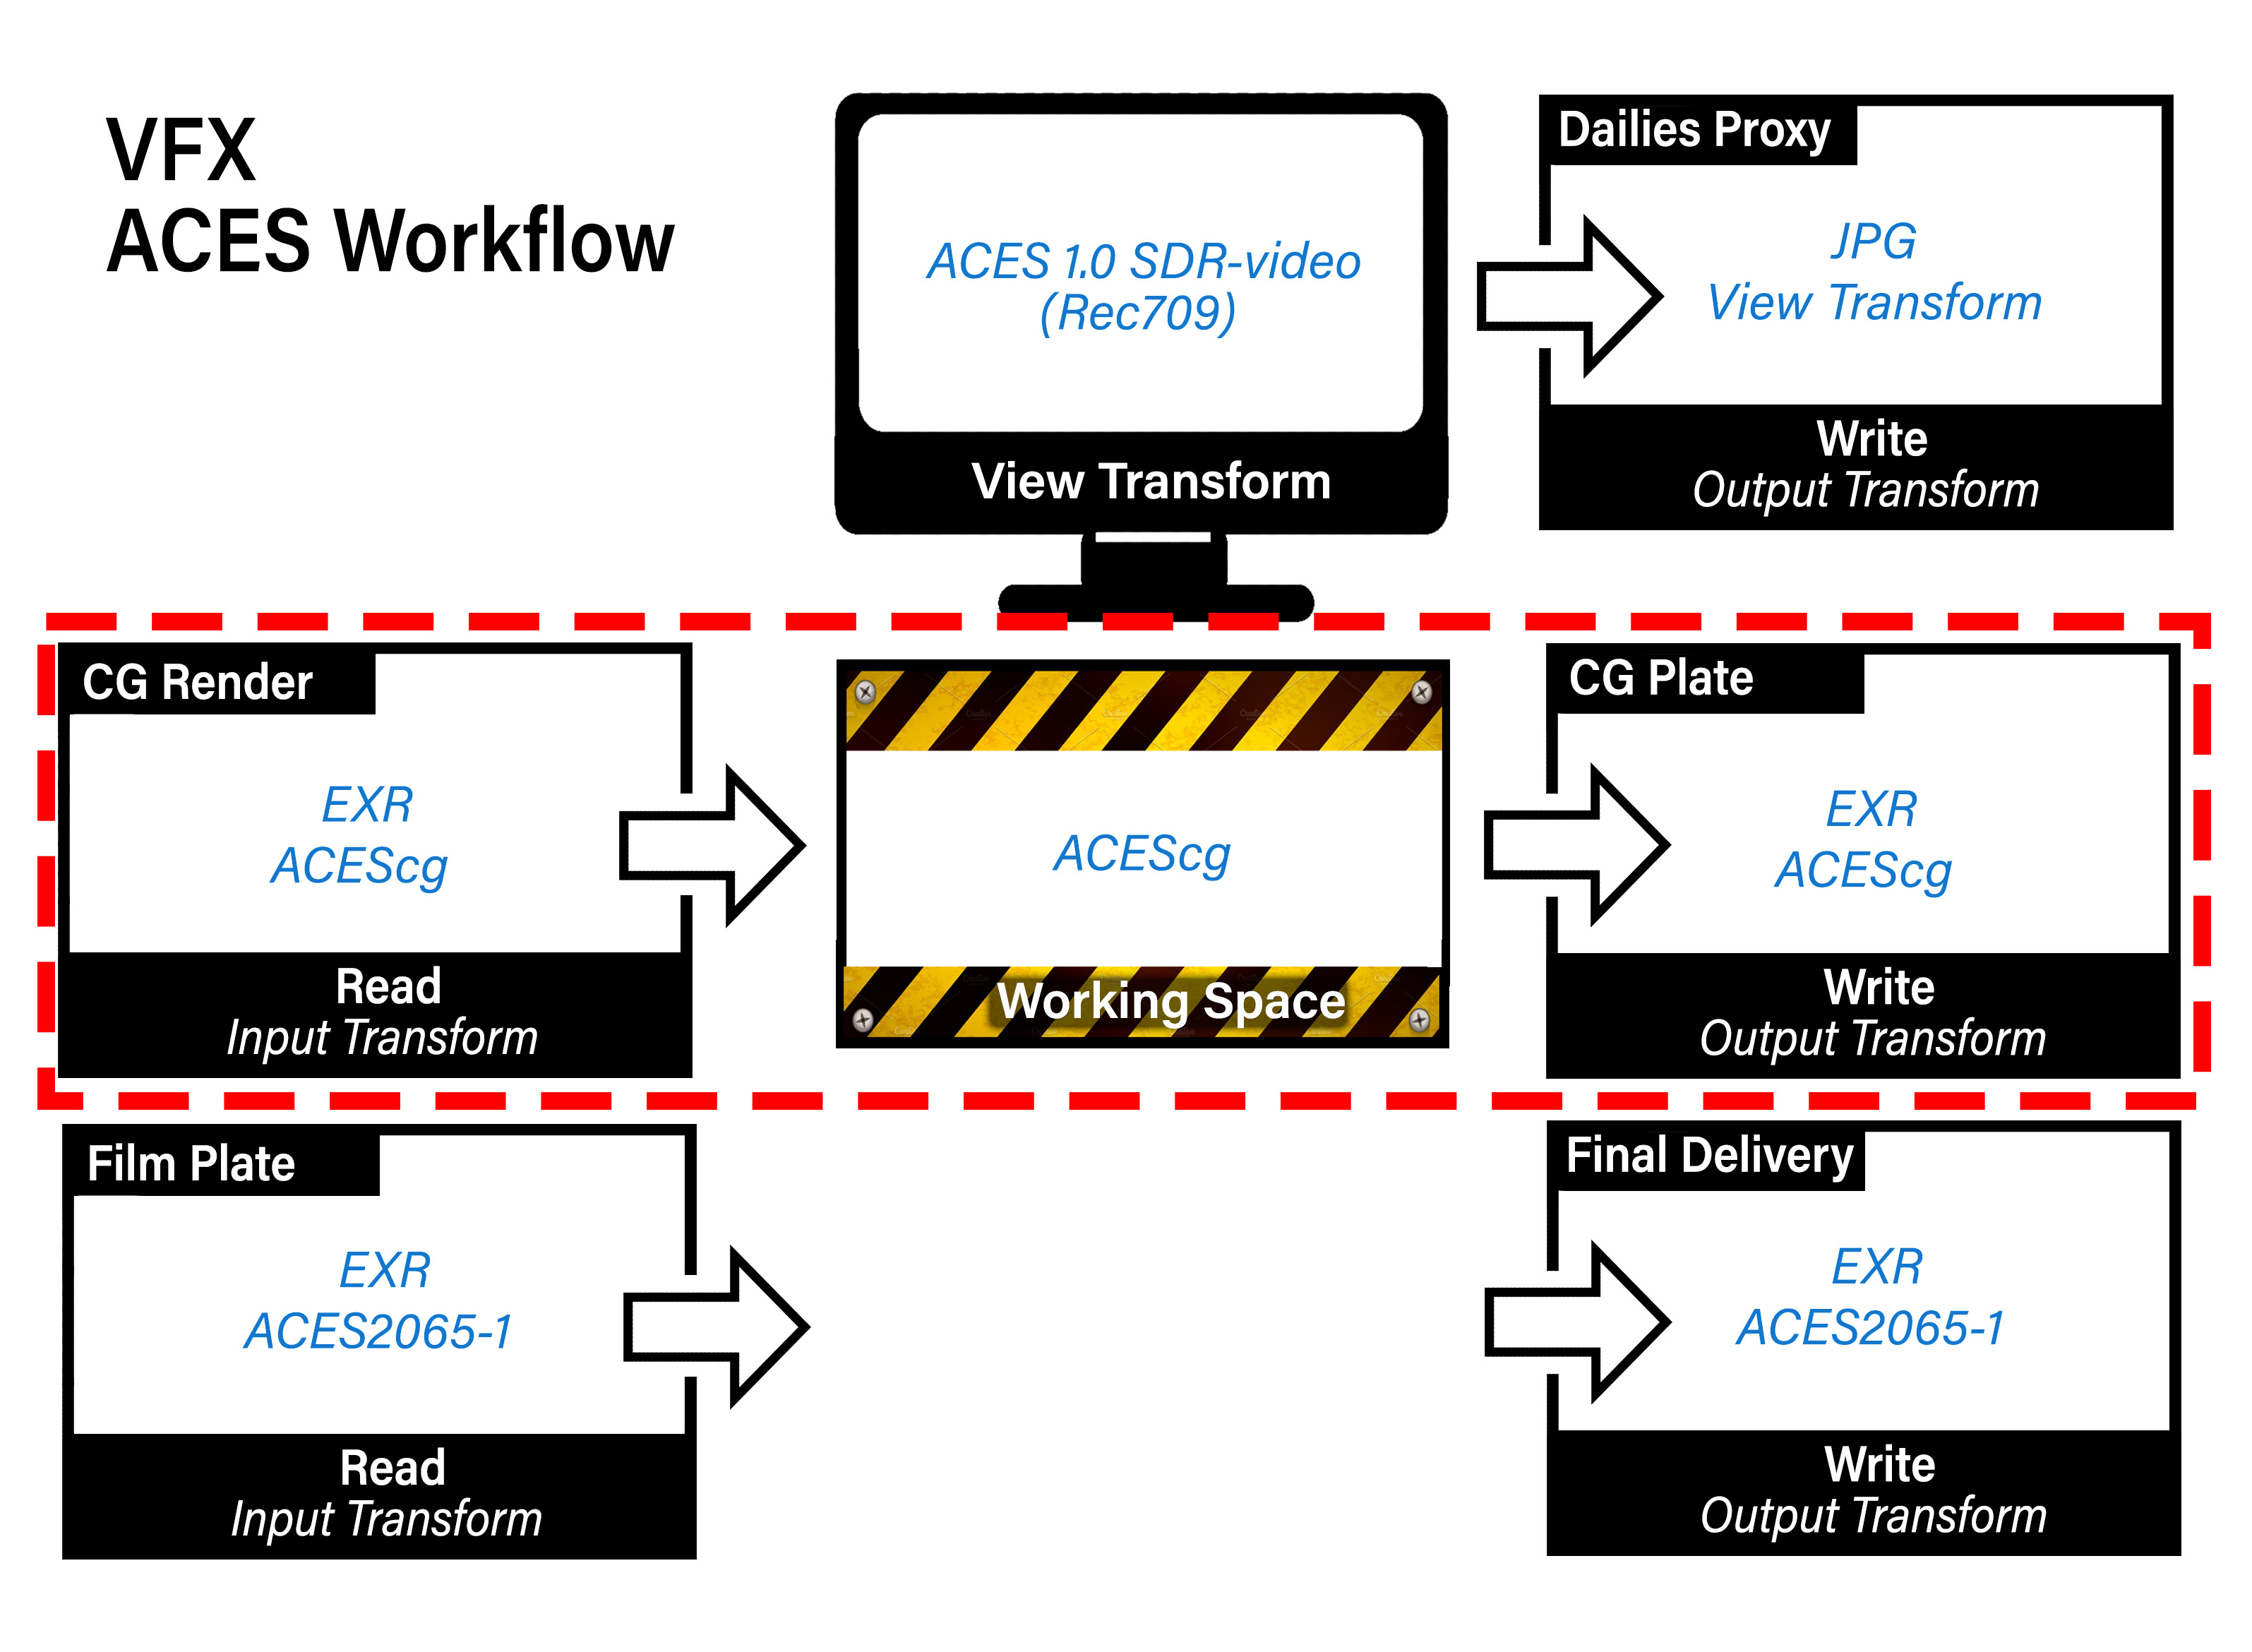 VFX
ACES Workflow
ACES 1.0 SDR-video
(Rec709)
View Transform
Dailies Proxy
JPG
View Transform
Write
Output Transform
CG Render
EXR
ACEScg
Read
Input Transform
ACEScg
Working Space
CG Plate
EXR
ACEScg
Write
Output Transform
Film Plate
EXR
ACES2065-1
Read
Input Transform
Final Delivery
EXR
ACES2065-1
Write
Output Transform